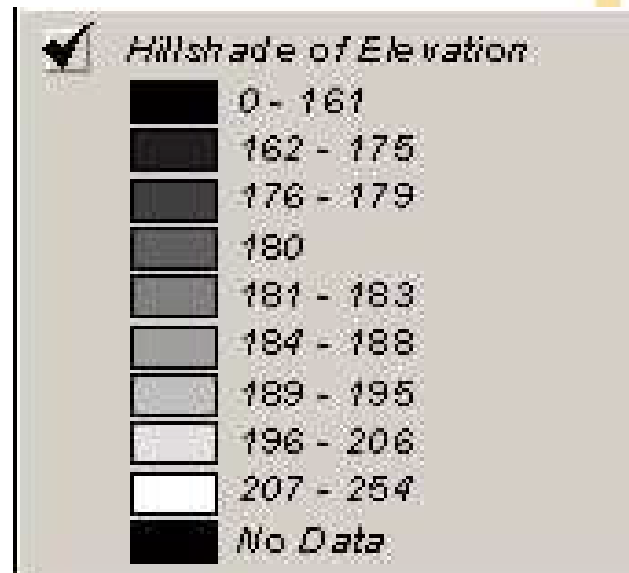 Hillshade of Elevation
0 - 161
162 - 175
176 - 179
180
181 - 183
184 - 188
189 - 195
196 - 206
207 - 254
No Data